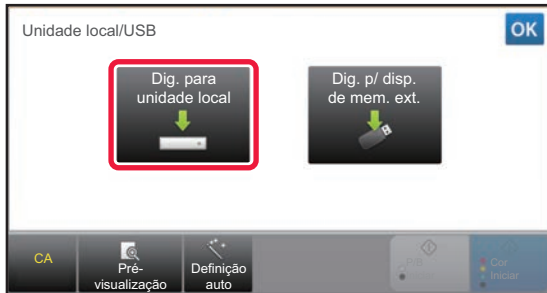 Unidade local/USB
OK
Dig. para
unidade local
Dig. p/ disp.
de mem. ext.
CA
Pré-
visualização
Definição
auto
P/B
Iniciar
Cor
Iniciar